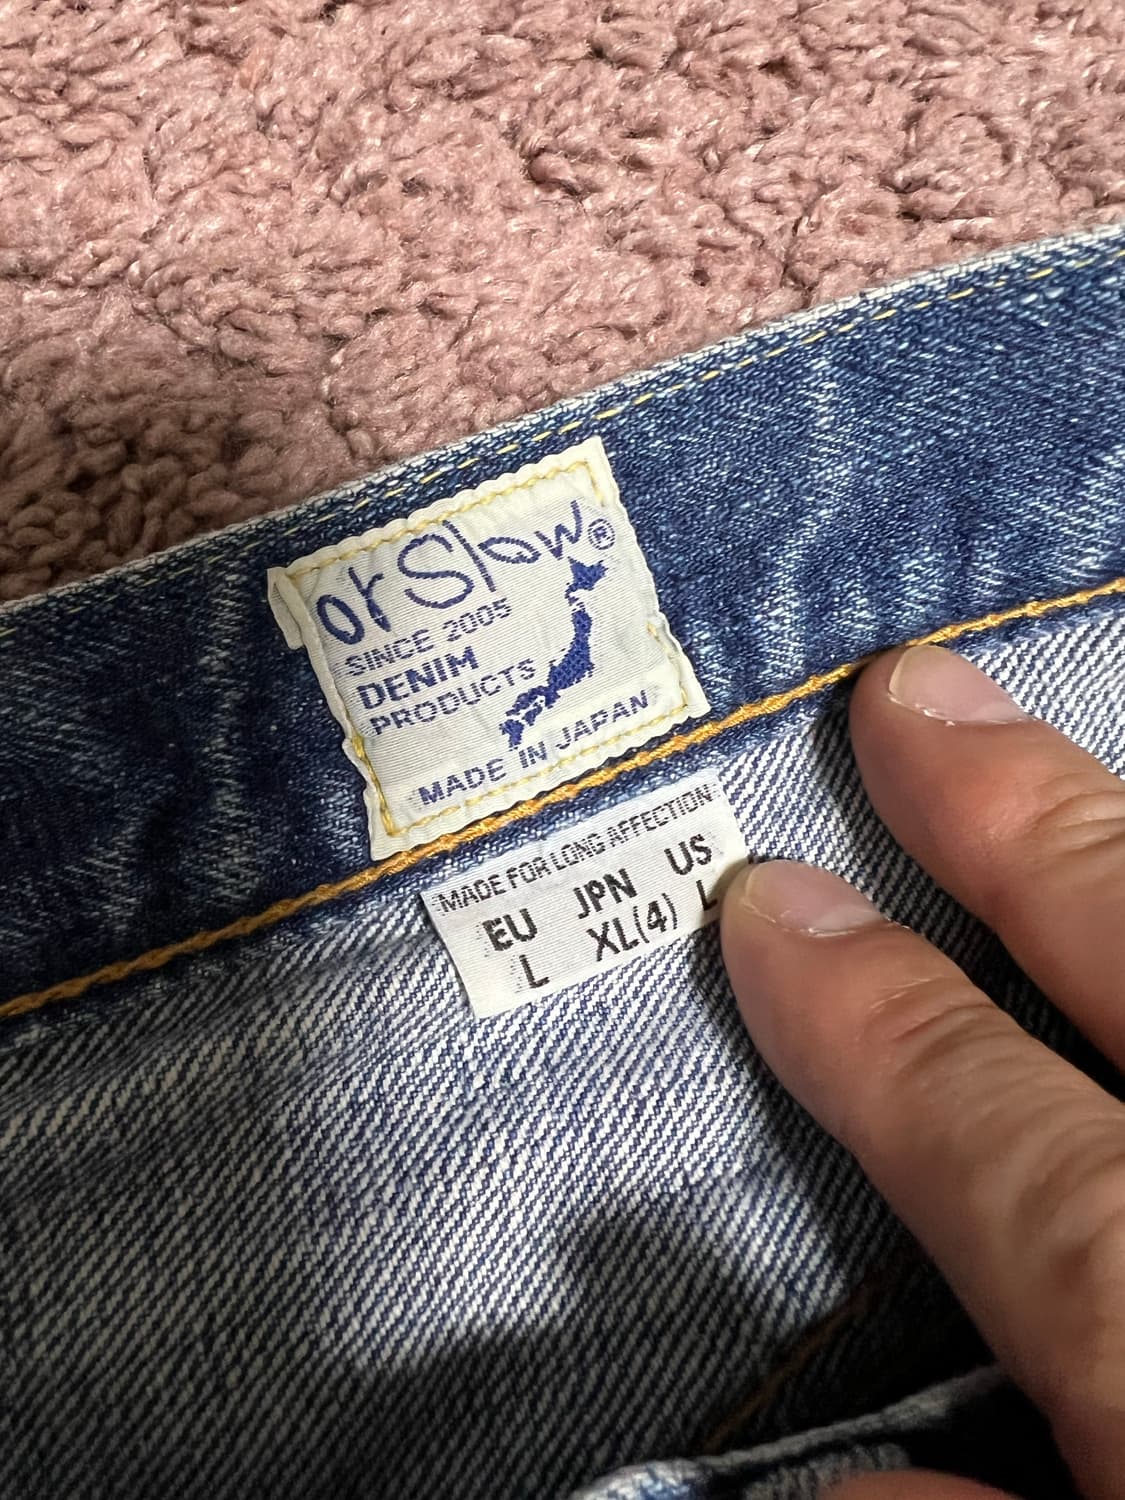 orSlow®
SINCE 2005
DENIM
PRODUCTS
MADE IN JAPAN
MADE FOR LONG AFFECTION
EU JPN US
L XL(4) L